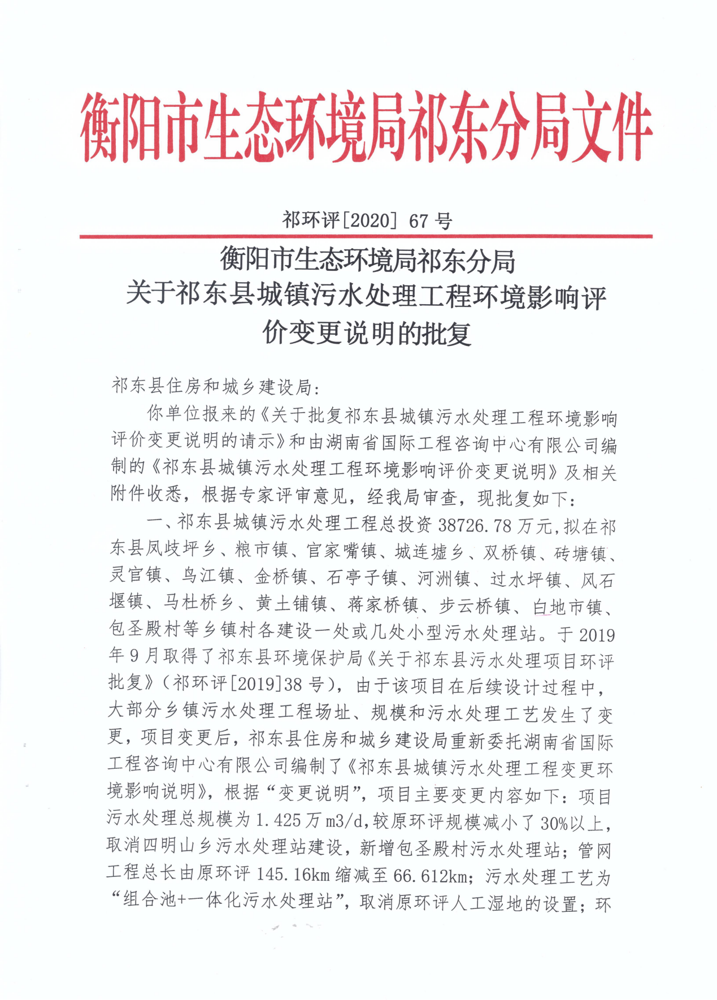 衡阳市生态环境局祁东分局文件
祁环评[2020] 67 号
衡阳市生态环境局祁东分局
关于祁东县城镇污水处理工程环境影响评
价变更说明的批复
祁东县住房和城乡建设局：
你单位报来的《关于批复祁东县城镇污水处理工程环境影响
评价变更说明的请示》和由湖南省国际工程咨询中心有限公司编
制的《祁东县城镇污水处理工程环境影响评价变更说明》及相关
附件收悉，根据专家评审意见，经我局审查，现批复如下：
一、祁东县城镇污水处理工程总投资 38726.78 万元,拟在祁
东县凤歧坪乡、粮市镇、官家嘴镇、城连墟乡、双桥镇、砖塘镇、
灵官镇、鸟江镇、金桥镇、石亭子镇、河洲镇、过水坪镇、风石
堰镇、马杜桥乡、黄土铺镇、蒋家桥镇、步云桥镇、白地市镇、
包圣殿村等乡镇村各建设一处或几处小型污水处理站。于 2019
年 9 月取得了祁东县环境保护局《关于祁东县污水处理项目环评
批复》（祁环评[2019]38 号），由于该项目在后续设计过程中，
大部分乡镇污水处理工程场址、规模和污水处理工艺发生了变
更，项目变更后，祁东县住房和城乡建设局重新委托湖南省国际
工程咨询中心有限公司编制了《祁东县城镇污水处理工程变更环
境影响说明》，根据“变更说明”，项目主要变更内容如下：项目
污水处理总规模为 1.425 万 m3/d,较原环评规模减小了 30%以上，
取消四明山乡污水处理站建设，新增包圣殿村污水处理站；管网
工程总长由原环评 145.16km 缩减至 66.612km；污水处理工艺为
“组合池+一体化污水处理站”，取消原环评人工湿地的设置；环